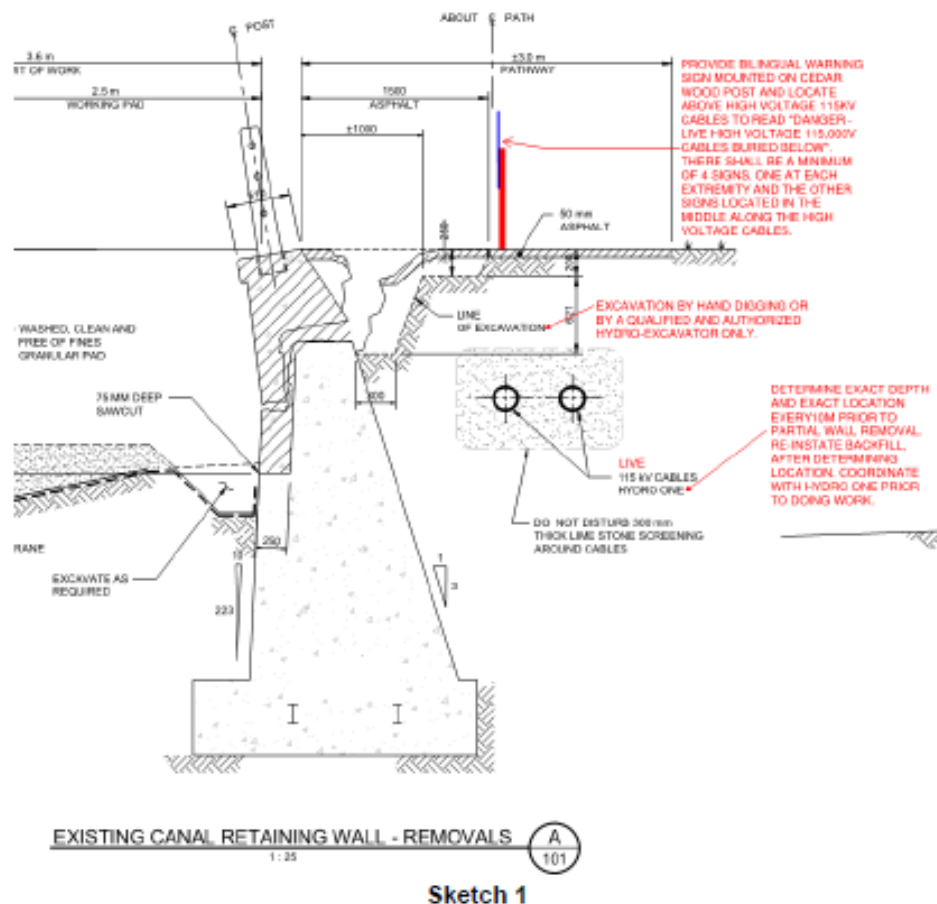 ℄ POST
ABOUT ℄ PATH
3.6 m
RT OF WORK
2.5 m
WORKING PAD
±3.0 m
PATHWAY
1500
ASPHALT
±1000
PROVIDE BILINGUAL WARNING
SIGN MOUNTED ON CEDAR
WOOD POST AND LOCATE
ABOVE HIGH VOLTAGE 115KV
CABLES TO READ "DANGER -
LIVE HIGH VOLTAGE 115,000V
CABLES BURIED BELOW".
THERE SHALL BE A MINIMUM
OF 4 SIGNS, ONE AT EACH
EXTREMITY AND THE OTHER
SIGNS LOCATED IN THE
MIDDLE ALONG THE HIGH
VOLTAGE CABLES.
50 mm
ASPHALT
LINE
OF EXCAVATION
EXCAVATION BY HAND DIGGING OR
BY A QUALIFIED AND AUTHORIZED
HYDRO-EXCAVATOR ONLY.
WASHED, CLEAN AND
FREE OF FINES
GRANULAR PAD
75 MM DEEP
SAWCUT
DETERMINE EXACT DEPTH
AND EXACT LOCATION
EVERY10M PRIOR TO
PARTIAL WALL REMOVAL.
RE-INSTATE BACKFILL,
AFTER DETERMINING
LOCATION. COORDINATE
WITH HYDRO ONE PRIOR
TO DOING WORK.
LIVE
115 kV CABLES
HYDRO ONE
DO NOT DISTURB 300 mm
THICK LIME STONE SCREENING
AROUND CABLES
RANE
250
10
223
1
3
EXCAVATE AS
REQUIRED
EXISTING CANAL RETAINING WALL - REMOVALS
A
101
1 : 25
Sketch 1